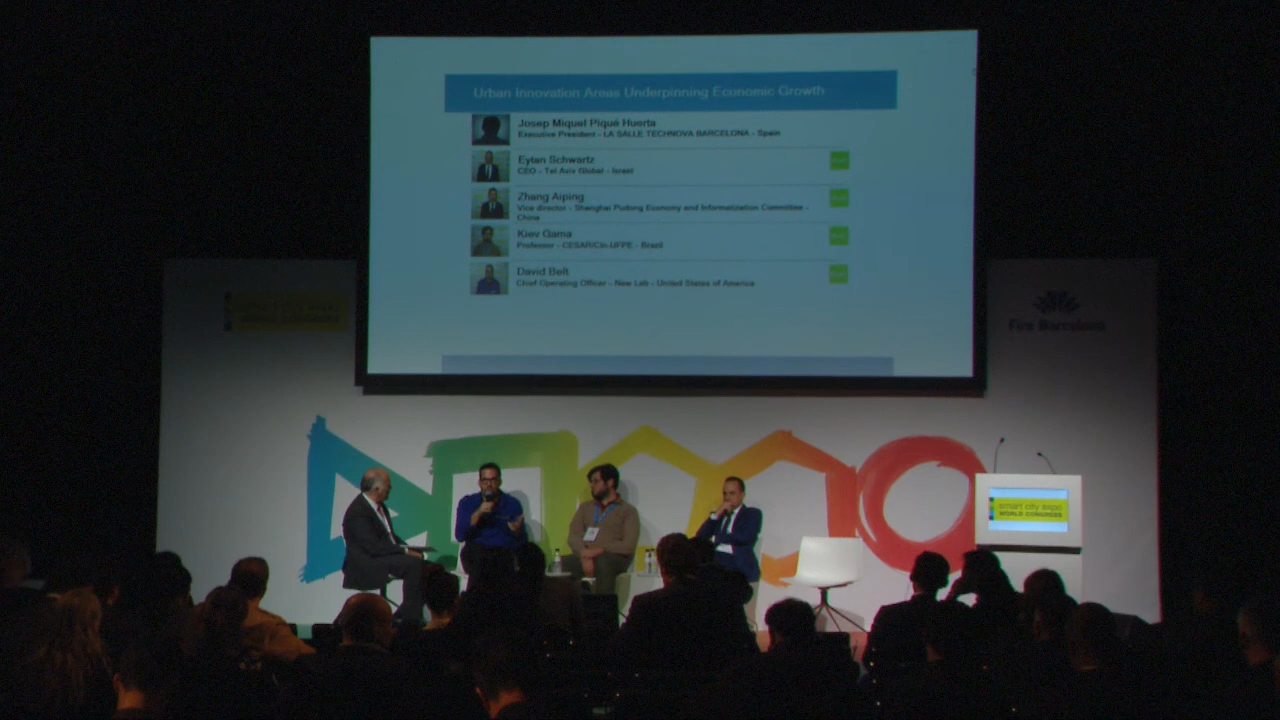 Urban Innovation Areas Underpinning Economic Growth
Josep Miquel Piqué Huerta
Executive President - LA SALLE TECHNOVA BARCELONA - Spain
Eytan Schwartz
CEO - Tel Aviv Global - Israel
Zhang Aiping
Vice director - Shanghai Pudong Economy and Informatization Committee -
China
Kiev Gama
Professor - CESAR/CIn-UFPE - Brazil
David Belt
Chief Operating Officer - New Lab - United States of America
Fira Barcelona
smart city expo
WORLD CONGRESS